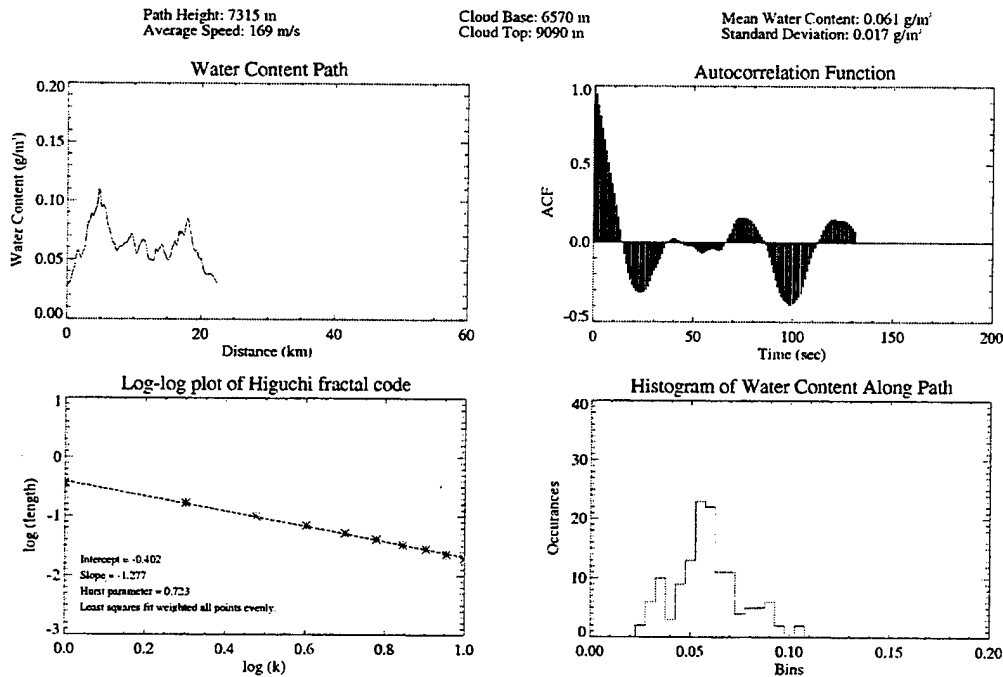 Path Height: 7315 m
Average Speed: 169 m/s
Cloud Base: 6570 m
Cloud Top: 9090 m
Mean Water Content: 0.061 g/m³
Standard Deviation: 0.017 g/m³
Water Content Path
0.20
0.15
0.10
0.05
0.00
Water Content (g/m³)
0
20
40
60
Distance (km)
Autocorrelation Function
1.0
0.5
0.0
-0.5
ACF
0
50
100
150
200
Time (sec)
Log-log plot of Higuchi fractal code
1
0
-1
-2
-3
log (length)
Intercept = -0.402
Slope = -1.277
Hurst parameter = 0.723
Least squares fit weighted all points evenly.
0.0
0.2
0.4
0.6
0.8
1.0
log (k)
Histogram of Water Content Along Path
40
30
20
10
0
Occurances
0.00
0.05
0.10
0.15
0.20
Bins